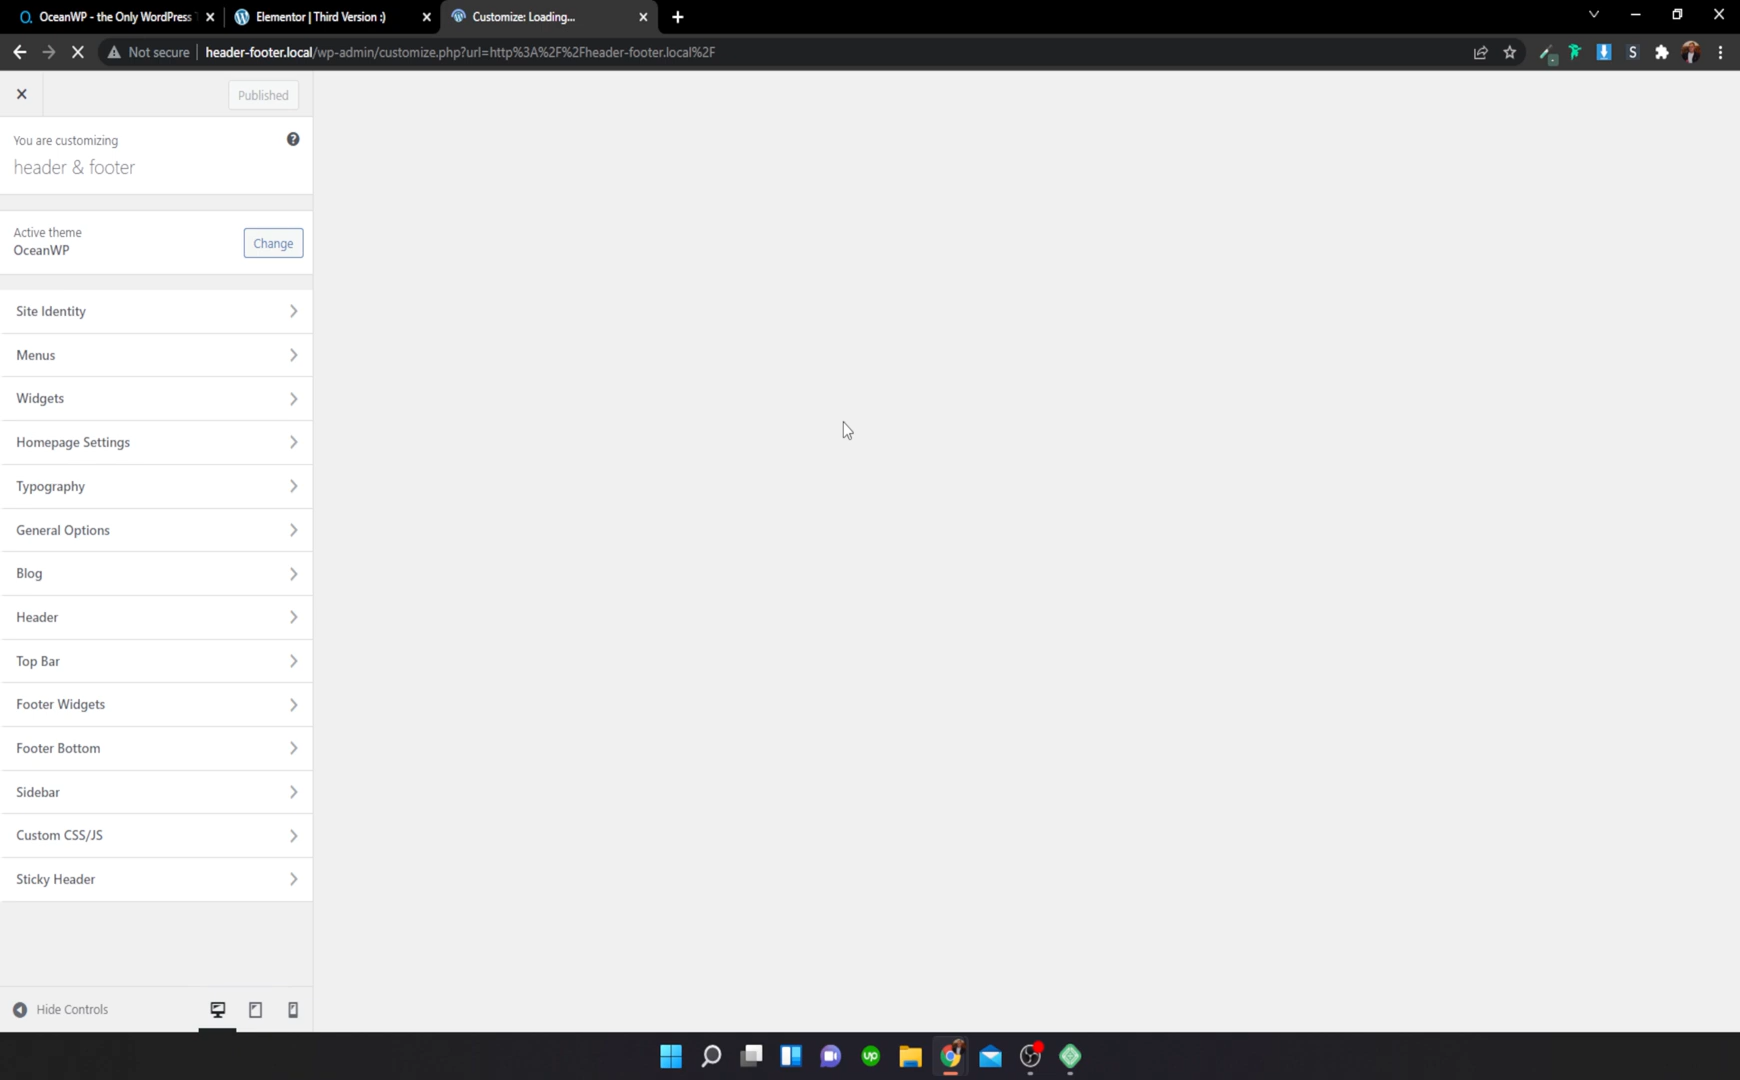 OceanWP - the Only WordPress
Elementor | Third Version :)
Customize: Loading...
Not secure
header-footer.local/wp-admin/customize.php?url=http%3A%2F%2Fheader-footer.local%2F
S
Published
You are customizing
header & footer
Active theme
OceanWP
Change
Site Identity
Menus
Widgets
Homepage Settings
Typography
General Options
Blog
Header
Top Bar
Footer Widgets
Footer Bottom
Sidebar
Custom CSS/JS
Sticky Header
Hide Controls
up